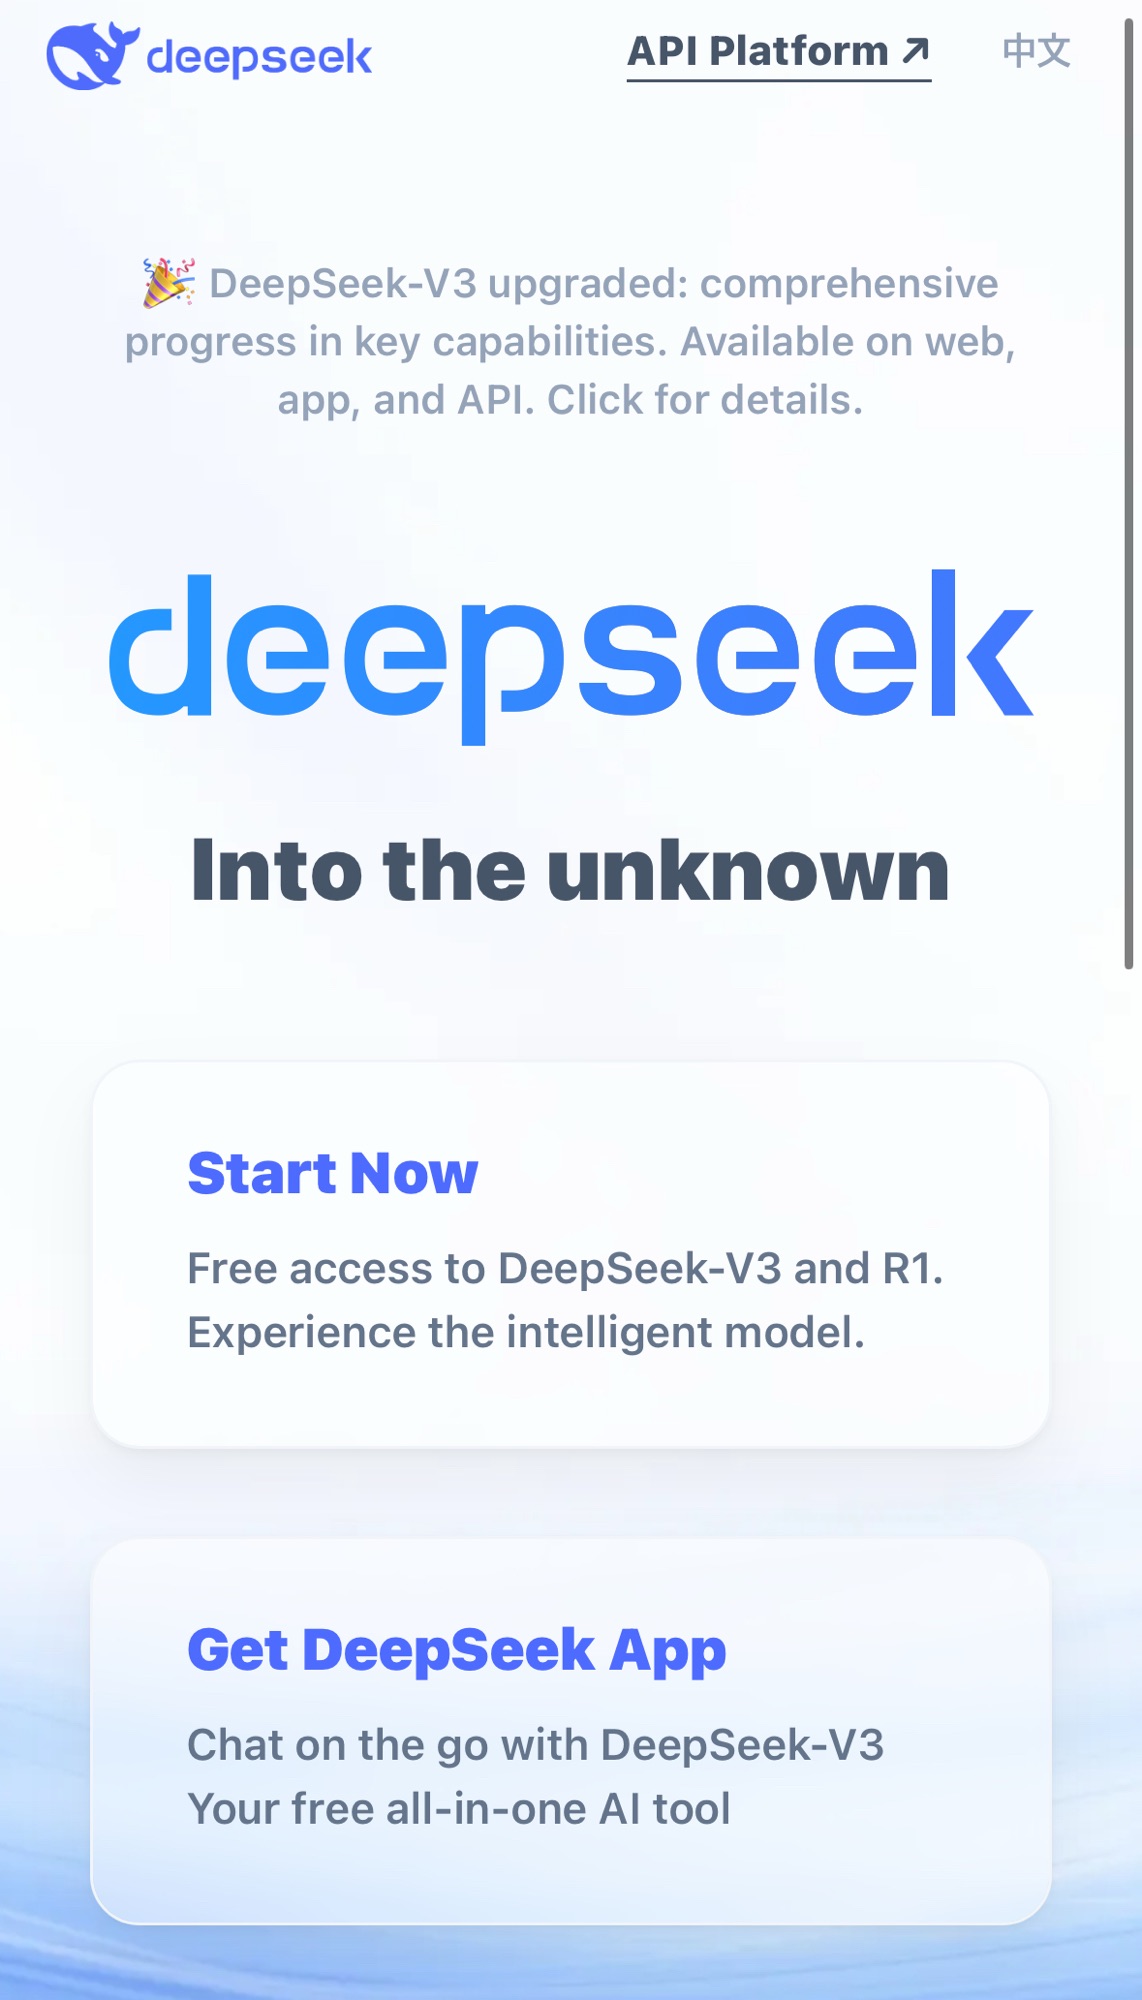 deepseek
API Platform ↗
中文
🎉 DeepSeek-V3 upgraded: comprehensive
progress in key capabilities. Available on web,
app, and API. Click for details.
deepseek
Into the unknown
Start Now
Free access to DeepSeek-V3 and R1.
Experience the intelligent model.
Get DeepSeek App
Chat on the go with DeepSeek-V3
Your free all-in-one AI tool